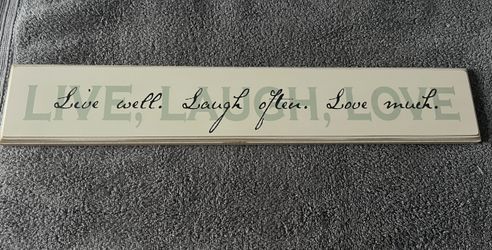 LIVE, LAUGH, LOVE
Live well. Laugh often. Love much.